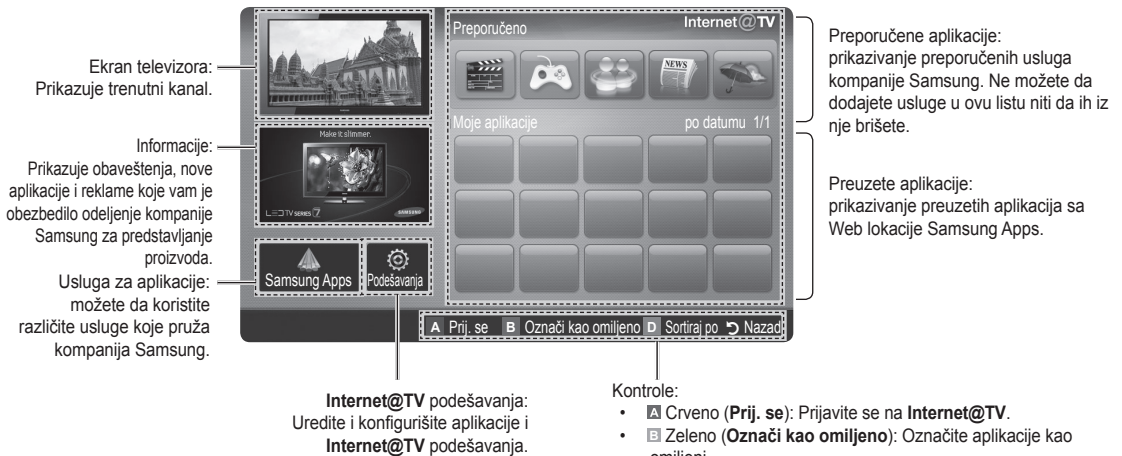 Ekran televizora:
Prikazuje trenutni kanal.
Informacije:
Prikazuje obaveštenja, nove
aplikacije i reklame koje vam je
obezbedilo odeljenje kompanije
Samsung za predstavljanje
proizvoda.
Usluga za aplikacije:
možete da koristite
različite usluge koje pruža
kompanija Samsung.
Make it slimmer.
LED TV SERIES 7
SAMSUNG
Samsung Apps
Podešavanja
Preporučeno
Internet@TV
NEWS
Moje aplikacije
po datumu 1/1
A Prij. se B Označi kao omiljeno D Sortiraj po Nazad
Preporučene aplikacije:
prikazivanje preporučenih usluga
kompanije Samsung. Ne možete da
dodajete usluge u ovu listu niti da ih iz
nje brišete.
Preuzete aplikacije:
prikazivanje preuzetih aplikacija sa
Web lokacije Samsung Apps.
Internet@TV podešavanja:
Uredite i konfigurišite aplikacije i
Internet@TV podešavanja.
Kontrole:
• A Crveno (Prij. se): Prijavite se na Internet@TV.
• B Zeleno (Označi kao omiljeno): Označite aplikacije kao